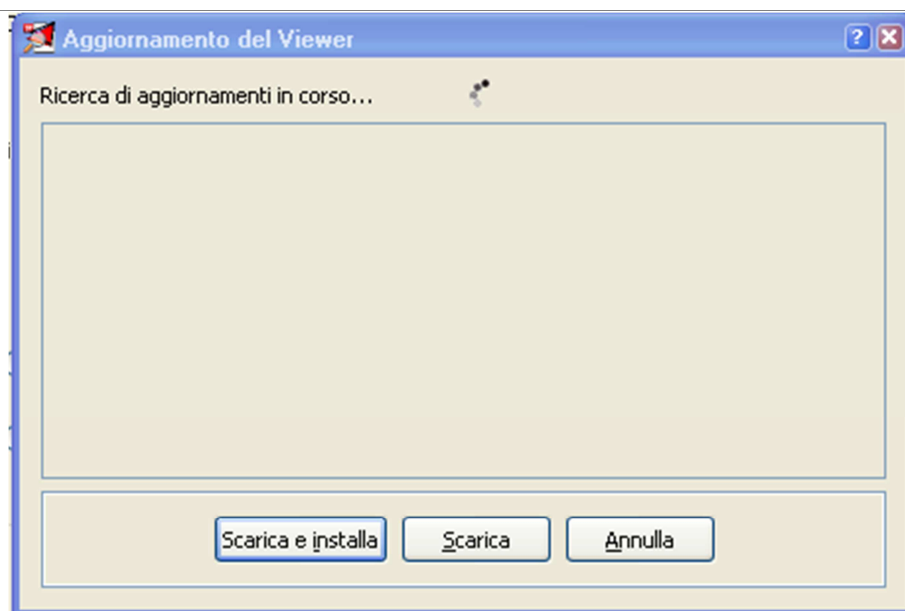 Aggiornamento del Viewer
?
Ricerca di aggiornamenti in corso...
Scarica e installa
Scarica
Annulla